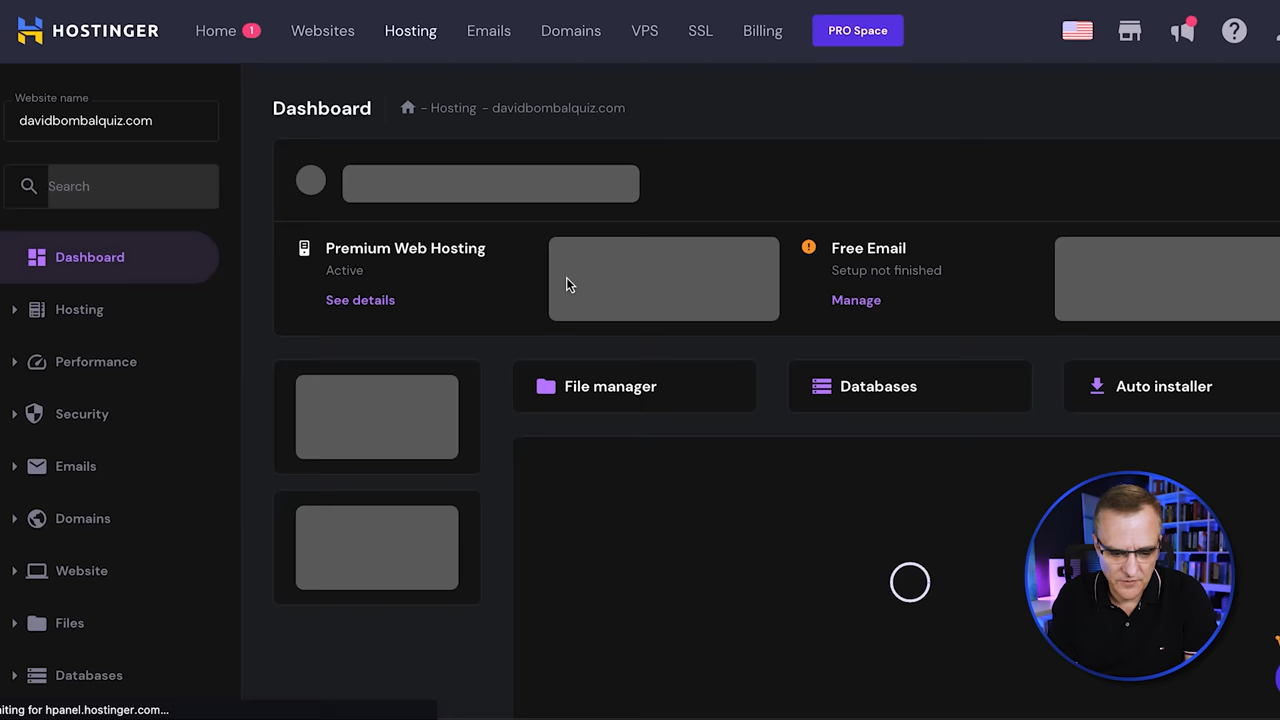 HOSTINGER
Home 1
Websites
Hosting
Emails
Domains
VPS
SSL
Billing
PRO Space
Website name
davidbombalquiz.com
Search
Dashboard
Hosting
Performance
Security
Emails
Domains
Website
Files
Databases
Dashboard
- Hosting - davidbombalquiz.com
Premium Web Hosting
Active
See details
Free Email
Setup not finished
Manage
File manager
Databases
Auto installer
for hpanel.hostinger.com...